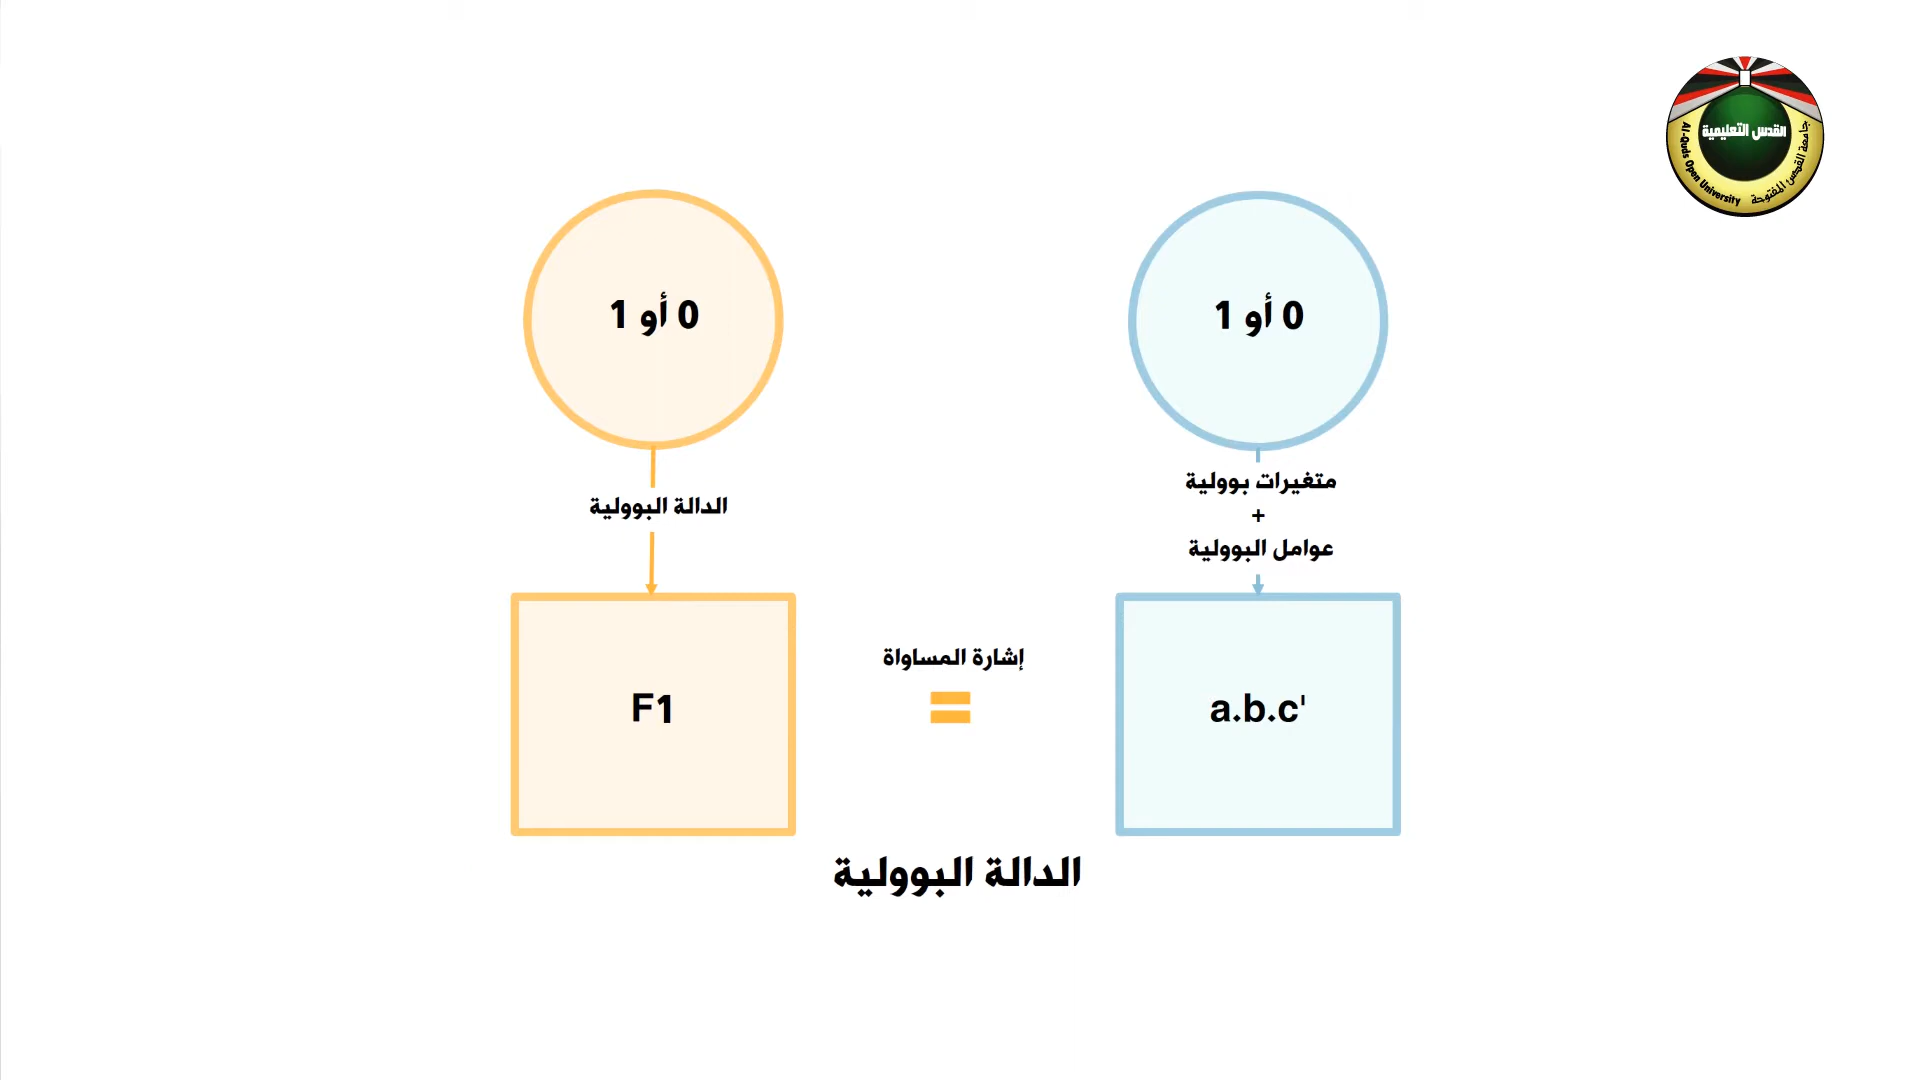 القدس التعليمية
جامعة القدس المفتوحة
Al-Quds Open University
0 أو 1
0 أو 1
متغيرات بوولية
+
عوامل البوولية
الدالة البوولية
a.b.c'
إشارة المساواة
=
F1
الدالة البوولية